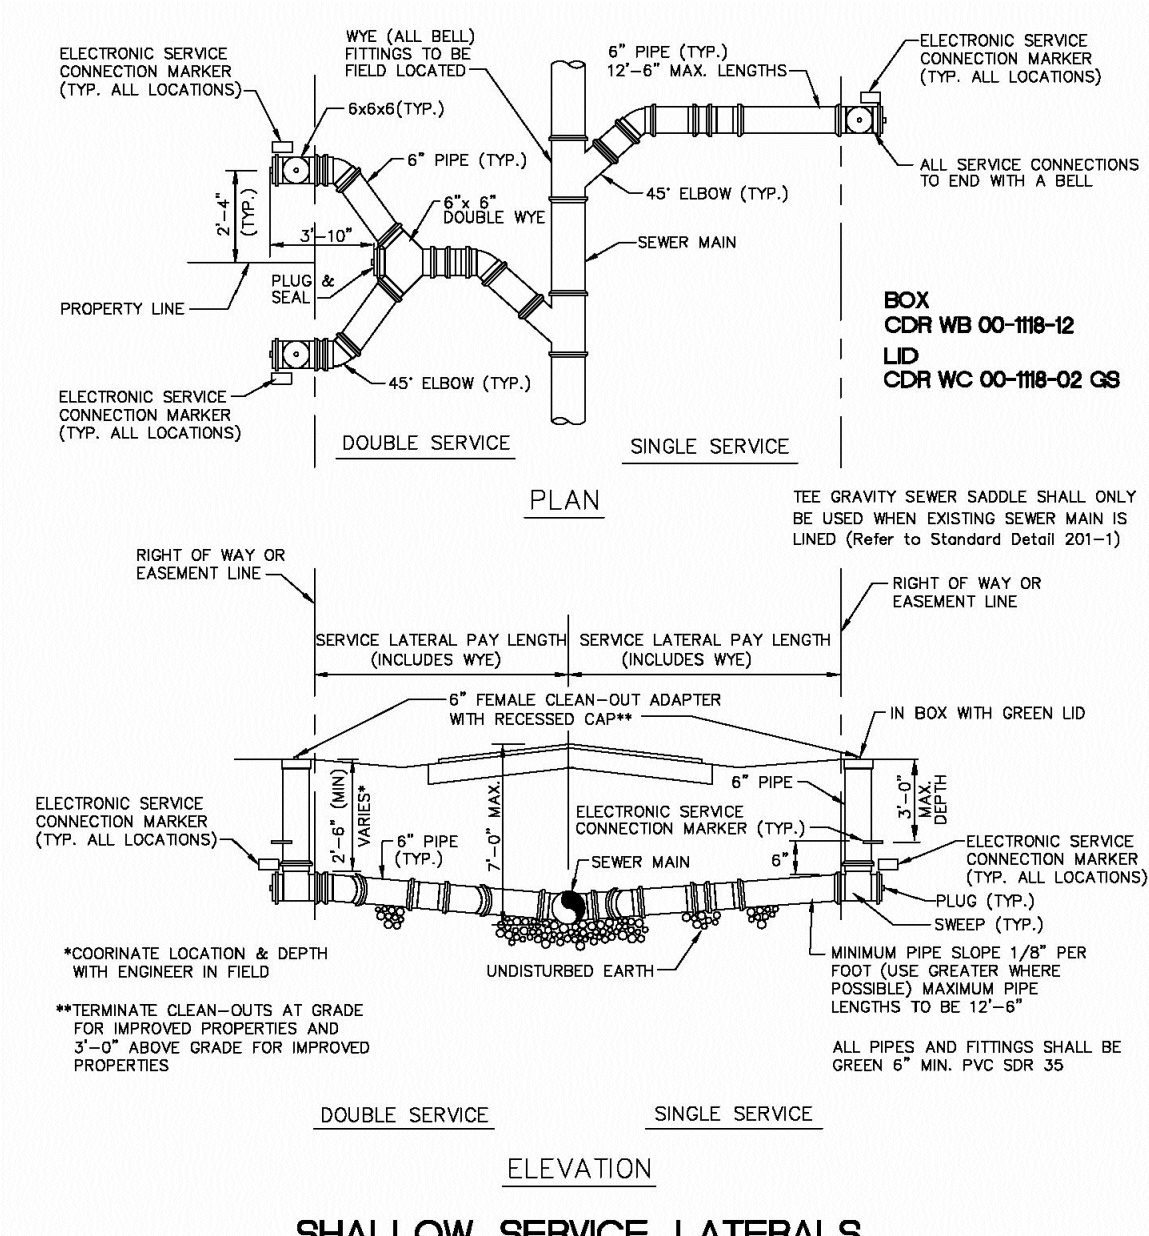 ELECTRONIC SERVICE
CONNECTION MARKER
(TYP. ALL LOCATIONS)
WYE (ALL BELL)
FITTINGS TO BE
FIELD LOCATED
6" PIPE (TYP.)
12'-6" MAX. LENGTHS
ELECTRONIC SERVICE
CONNECTION MARKER
(TYP. ALL LOCATIONS)
6x6x6(TYP.)
6" PIPE (TYP.)
ALL SERVICE CONNECTIONS
TO END WITH A BELL
45° ELBOW (TYP.)
6"x 6"
DOUBLE WYE
2'-4"
(TYP.)
3'-10"
SEWER MAIN
PLUG &
SEAL
PROPERTY LINE
BOX
CDR WB 00-1118-12
LID
CDR WC 00-1118-02 GS
45° ELBOW (TYP.)
ELECTRONIC SERVICE
CONNECTION MARKER
(TYP. ALL LOCATIONS)
DOUBLE SERVICE
SINGLE SERVICE
PLAN
TEE GRAVITY SEWER SADDLE SHALL ONLY
BE USED WHEN EXISTING SEWER MAIN IS
LINED (Refer to Standard Detail 201-1)
RIGHT OF WAY OR
EASEMENT LINE
RIGHT OF WAY OR
EASEMENT LINE
SERVICE LATERAL PAY LENGTH
(INCLUDES WYE)
SERVICE LATERAL PAY LENGTH
(INCLUDES WYE)
6" FEMALE CLEAN-OUT ADAPTER
WITH RECESSED CAP**
IN BOX WITH GREEN LID
2'-6" (MIN)
VARIES*
7'-0" MAX.
6" PIPE
3'-0"
MAX.
DEPTH
ELECTRONIC SERVICE
CONNECTION MARKER
(TYP. ALL LOCATIONS)
ELECTRONIC SERVICE
CONNECTION MARKER (TYP.)
6" PIPE
(TYP.)
6"
SEWER MAIN
ELECTRONIC SERVICE
CONNECTION MARKER
(TYP. ALL LOCATIONS)
PLUG (TYP.)
SWEEP (TYP.)
*COORINATE LOCATION & DEPTH
WITH ENGINEER IN FIELD
UNDISTURBED EARTH
MINIMUM PIPE SLOPE 1/8" PER
FOOT (USE GREATER WHERE
POSSIBLE) MAXIMUM PIPE
LENGTHS TO BE 12'-6"
**TERMINATE CLEAN-OUTS AT GRADE
FOR IMPROVED PROPERTIES AND
3'-0" ABOVE GRADE FOR IMPROVED
PROPERTIES
ALL PIPES AND FITTINGS SHALL BE
GREEN 6" MIN. PVC SDR 35
DOUBLE SERVICE
SINGLE SERVICE
ELEVATION
SHALLOW SERVICE LATERALS